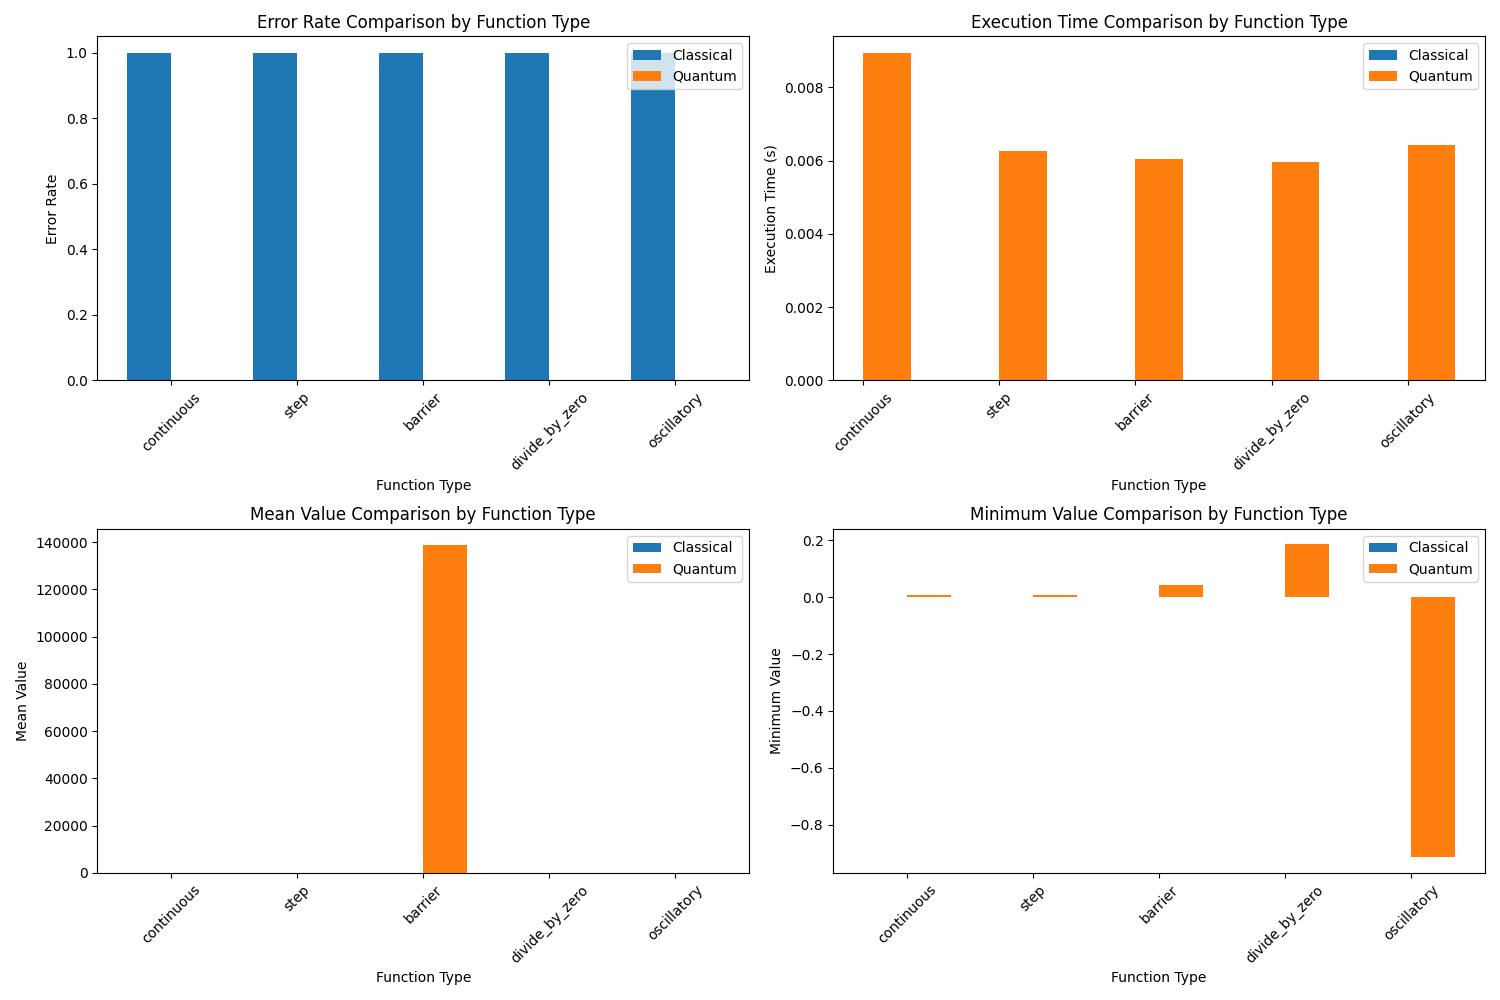 Error Rate Comparison by Function Type
Error Rate
1.0
0.8
0.6
0.4
0.2
0.0
Classical
Quantum
continuous
step
barrier
divide_by_zero
oscillatory
Function Type
Execution Time Comparison by Function Type
Execution Time (s)
0.008
0.006
0.004
0.002
0.000
Classical
Quantum
continuous
step
barrier
divide_by_zero
oscillatory
Function Type
Mean Value Comparison by Function Type
Mean Value
140000
120000
100000
80000
60000
40000
20000
0
Classical
Quantum
continuous
step
barrier
divide_by_zero
oscillatory
Function Type
Minimum Value Comparison by Function Type
Minimum Value
0.2
0.0
−0.2
−0.4
−0.6
−0.8
Classical
Quantum
continuous
step
barrier
divide_by_zero
oscillatory
Function Type